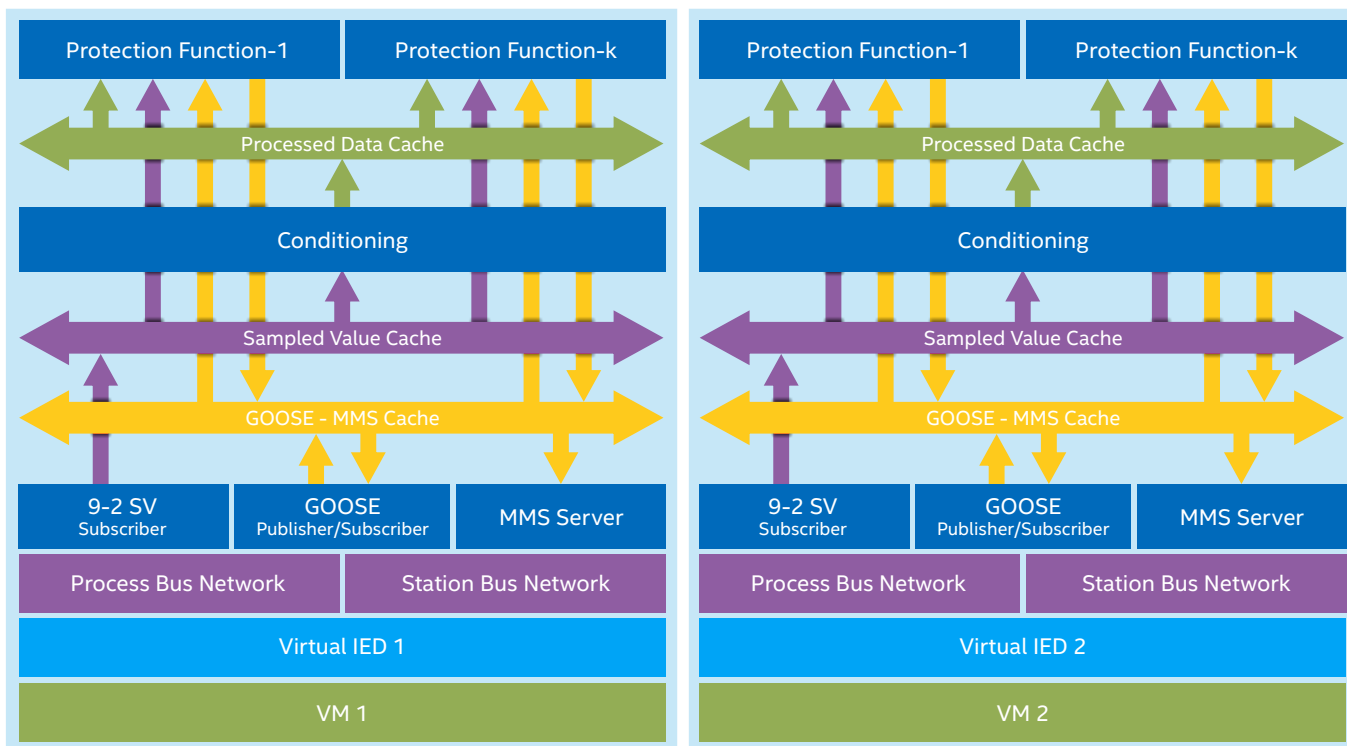 Protection Function-1
Protection Function-k
Processed Data Cache
Conditioning
Sampled Value Cache
GOOSE - MMS Cache
9-2 SV
Subscriber
GOOSE
Publisher/Subscriber
MMS Server
Process Bus Network
Station Bus Network
Virtual IED 1
VM 1
Protection Function-1
Protection Function-k
Processed Data Cache
Conditioning
Sampled Value Cache
GOOSE - MMS Cache
9-2 SV
Subscriber
GOOSE
Publisher/Subscriber
MMS Server
Process Bus Network
Station Bus Network
Virtual IED 2
VM 2